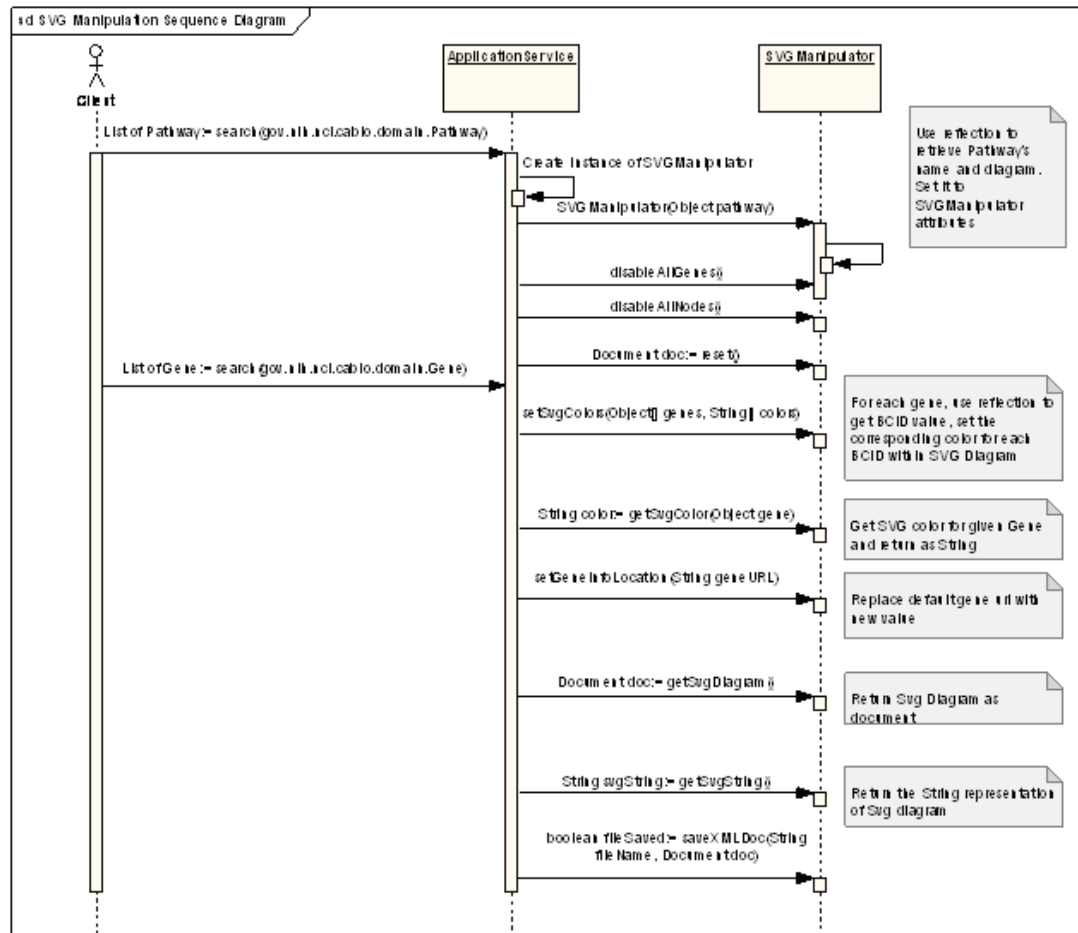 sd SVG Manipulation Sequence Diagram
Client
ApplicationService
SVGManipulator
List of Pathway:= search(gov.nih.nci.cabio.domain.Pathway)
Create instance of SVGManipulator
SVGManipulator(Object pathway)
Use reflection to
retrieve Pathway's
name and diagram.
Set it to
SVGManipulator
attributes
disableAllGenes()
disableAllNodes()
Document doc:= reset()
List of Gene:= search(gov.nih.nci.cabio.domain.Gene)
setSvgColors(Object[] genes, String[] colors)
For each gene, use reflection to
get BCID value, set the
corresponding color for each
BCID within SVG Diagram
String color:= getSvgColor(Object gene)
Get SVG color for given Gene
and return as String
setGeneInfoLocation(String geneURL)
Replace default gene url with
new value
Document doc:= getSvgDiagram()
Return Svg Diagram as
document
String svgString:= getSvgString()
Return the String representation
of Svg diagram
boolean fileSaved:= saveXMLDoc(String
fileName, Document doc)